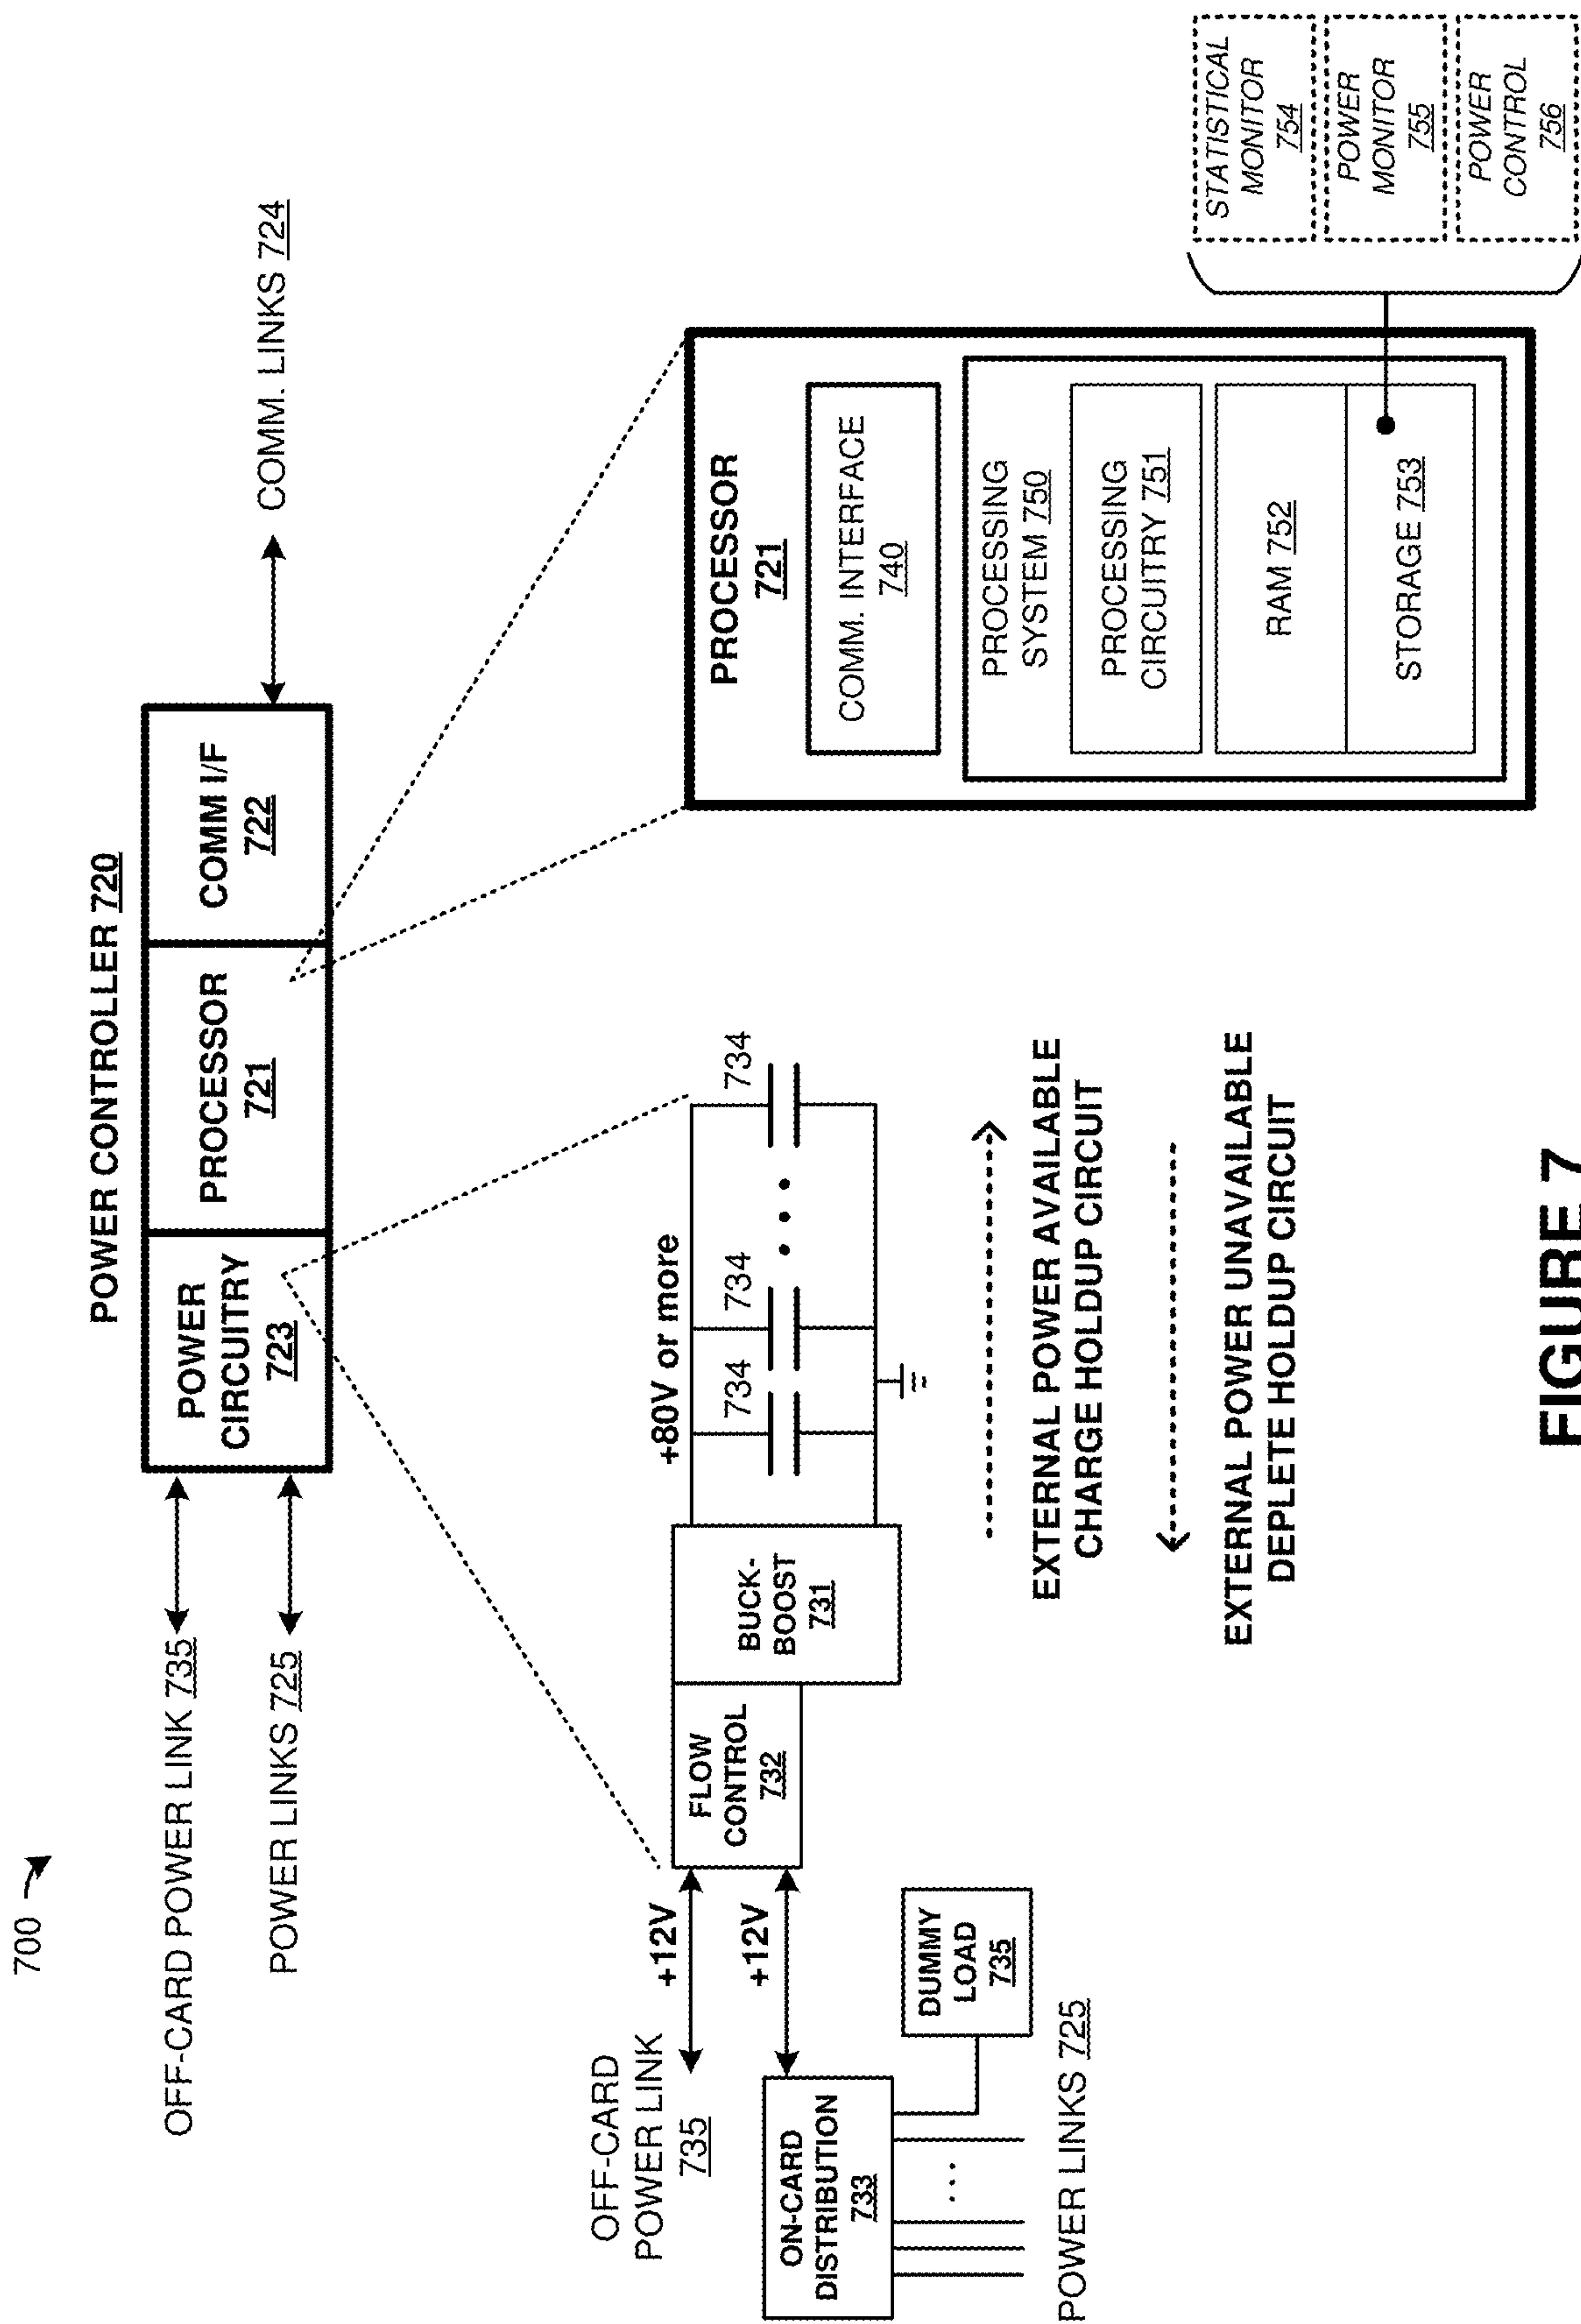 700
POWER CONTROLLER 720
OFF-CARD POWER LINK 735
POWER LINKS 725
POWER
CIRCUITRY
723
PROCESSOR
721
COMM I/F
722
COMM. LINKS 724
OFF-CARD
POWER LINK
735
+12V
+12V
ON-CARD
DISTRIBUTION
733
DUMMY
LOAD
735
POWER LINKS 725
FLOW
CONTROL
732
BUCK-
BOOST
731
+80V or more
734
734
734
EXTERNAL POWER AVAILABLE
CHARGE HOLDUP CIRCUIT
EXTERNAL POWER UNAVAILABLE
DEPLETE HOLDUP CIRCUIT
PROCESSOR
721
COMM. INTERFACE
740
PROCESSING
SYSTEM 750
PROCESSING
CIRCUITRY 751
RAM 752
STORAGE 753
STATISTICAL
MONITOR
754
POWER
MONITOR
755
POWER
CONTROL
756
FIGURE 7